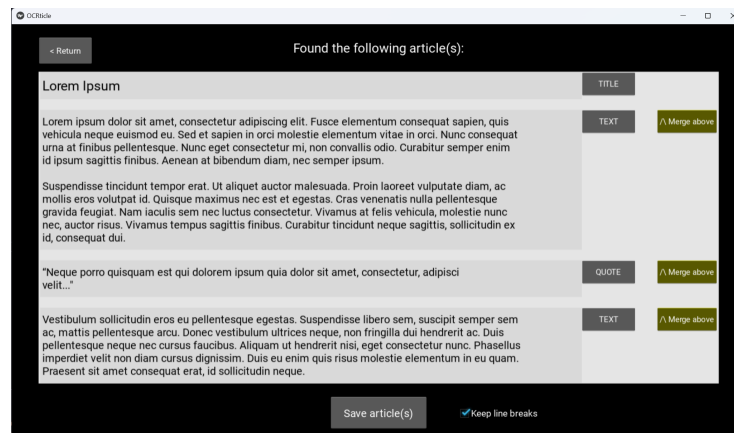 OCRticle
< Return
Found the following article(s):
Lorem Ipsum
TITLE
Lorem ipsum dolor sit amet, consectetur adipiscing elit. Fusce elementum consequat sapien, quis
vehicula neque euismod eu. Sed et sapien in orci molestie elementum vitae in orci. Nunc consequat
urna at finibus pellentesque. Nunc eget consectetur mi, non convallis odio. Curabitur semper enim
id ipsum sagittis finibus. Aenean at bibendum diam, nec semper ipsum.
Suspendisse tincidunt tempor erat. Ut aliquet auctor malesuada. Proin laoreet vulputate diam, ac
mollis eros volutpat id. Quisque maximus nec est et egestas. Cras venenatis nulla pellentesque
gravida feugiat. Nam iaculis sem nec luctus consectetur. Vivamus at felis vehicula, molestie nunc
nec, auctor risus. Vivamus tempus sagittis finibus. Curabitur tincidunt neque sagittis, sollicitudin ex
id, consequat dui.
TEXT
/\ Merge above
"Neque porro quisquam est qui dolorem ipsum quia dolor sit amet, consectetur, adipisci
velit..."
QUOTE
/\ Merge above
Vestibulum sollicitudin eros eu pellentesque egestas. Suspendisse libero sem, suscipit semper sem
ac, mattis pellentesque arcu. Donec vestibulum ultrices neque, non fringilla dui hendrerit ac. Duis
pellentesque neque nec cursus faucibus. Aliquam ut hendrerit nisi, eget consectetur nunc. Phasellus
imperdiet velit non diam cursus dignissim. Duis eu enim quis risus molestie elementum in eu quam.
Praesent sit amet consequat erat, id sollicitudin neque.
TEXT
/\ Merge above
Save article(s)
Keep line breaks